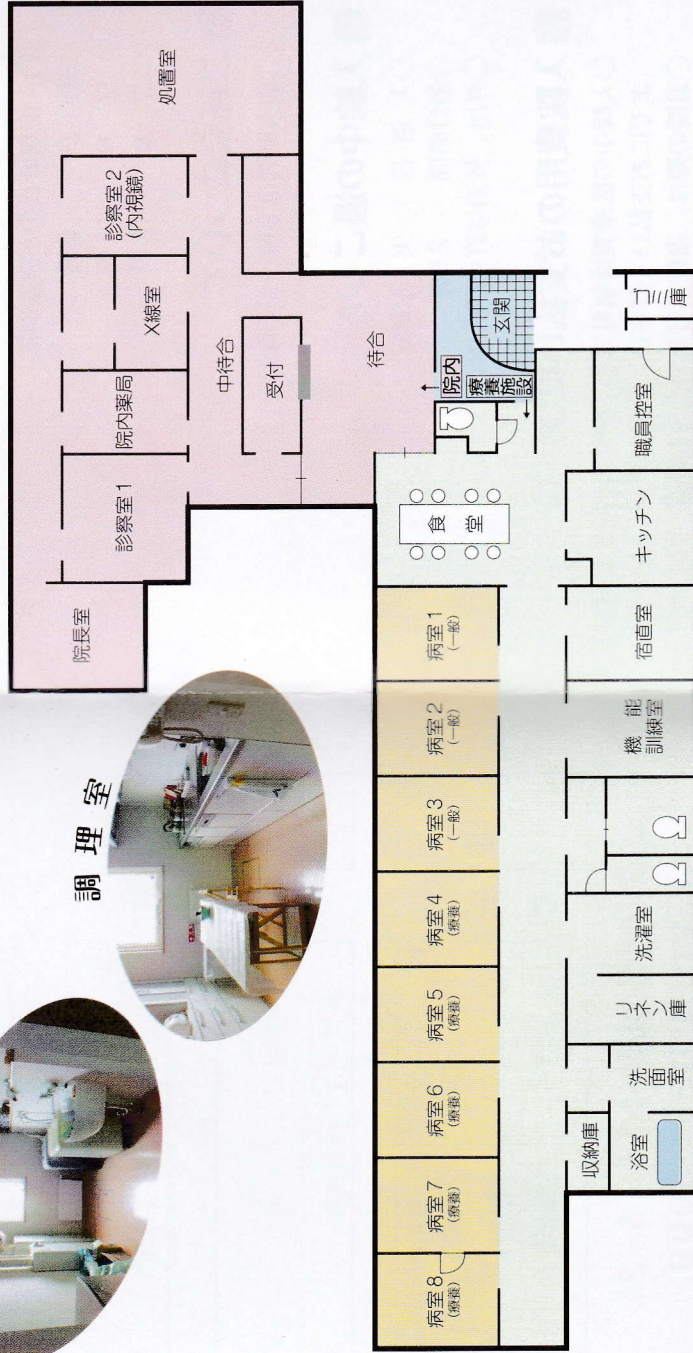 処置室
診察室2
(内視鏡)
X線室
院内薬局
診察室1
院長室
中待合
受付
待合
院内
療養
施設
玄関
ゴミ庫
調理室
食堂
職員控室
キッチン
宿直室
機能
訓練室
洗濯室
リネン庫
洗面室
浴室
収納庫
病室1
(一般)
病室2
(一般)
病室3
(一般)
病室4
(療養)
病室5
(療養)
病室6
(療養)
病室7
(療養)
病室8
(療養)